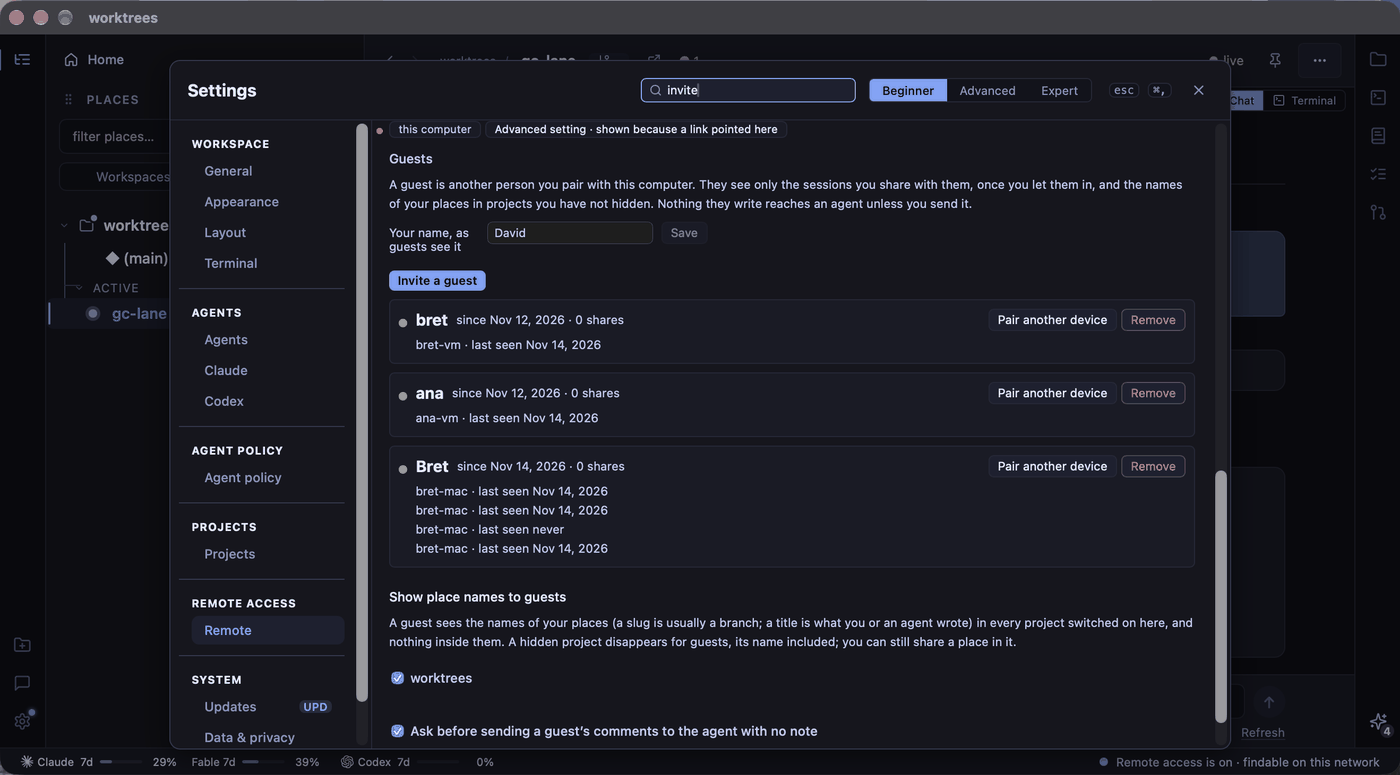 worktrees
Home
live
Settings
invite
Beginner
Advanced
Expert
esc
⌘,
PLACES
filter places...
Workspaces
worktree
(main)
ACTIVE
gc-lane
Chat
Terminal
WORKSPACE
General
Appearance
Layout
Terminal
AGENTS
Agents
Claude
Codex
AGENT POLICY
Agent policy
PROJECTS
Projects
REMOTE ACCESS
Remote
SYSTEM
Updates UPD
Data & privacy
this computer
Advanced setting · shown because a link pointed here
Guests
A guest is another person you pair with this computer. They see only the sessions you share with them, once you let them in, and the names
of your places in projects you have not hidden. Nothing they write reaches an agent unless you send it.
Your name, as
guests see it
David
Save
Invite a guest
bret since Nov 12, 2026 · 0 shares
Pair another device
Remove
bret-vm · last seen Nov 14, 2026
ana since Nov 12, 2026 · 0 shares
Pair another device
Remove
ana-vm · last seen Nov 14, 2026
Bret since Nov 14, 2026 · 0 shares
Pair another device
Remove
bret-mac · last seen Nov 14, 2026
bret-mac · last seen Nov 14, 2026
bret-mac · last seen never
bret-mac · last seen Nov 14, 2026
Show place names to guests
A guest sees the names of your places (a slug is usually a branch; a title is what you or an agent wrote) in every project switched on here, and
nothing inside them. A hidden project disappears for guests, its name included; you can still share a place in it.
worktrees
Ask before sending a guest's comments to the agent with no note
Refresh
4
Claude 7d 29% Fable 7d 39% Codex 7d 0%
Remote access is on · findable on this network